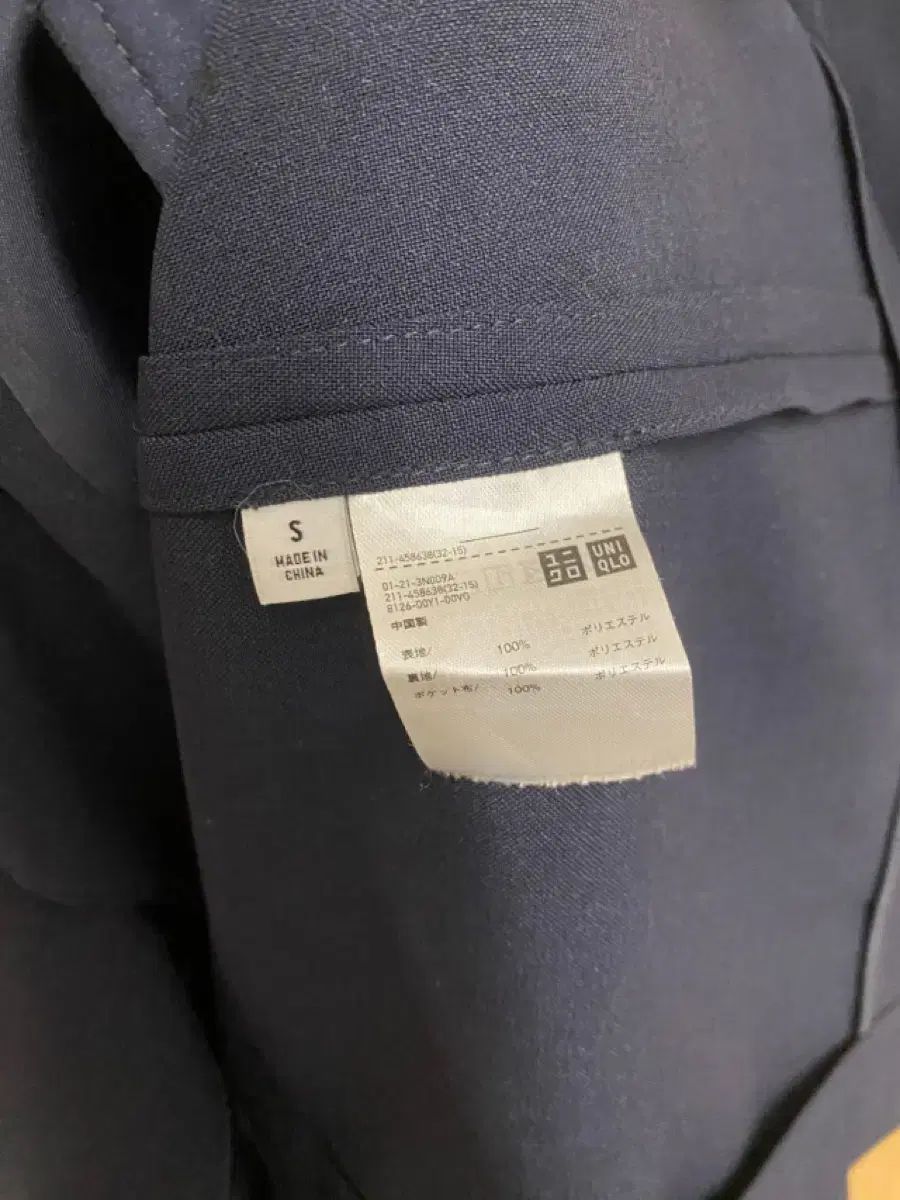 S
MADE IN
CHINA
211-458638(32-15)
ユニ
クロ
UNI
QLO
01-21-3N009A
211-458638(32-15)
8126-00Y1-00V0
中国製
表地/ 100% ポリエステル
裏地/ 100% ポリエステル
ポケット布/ 100% ポリエステル